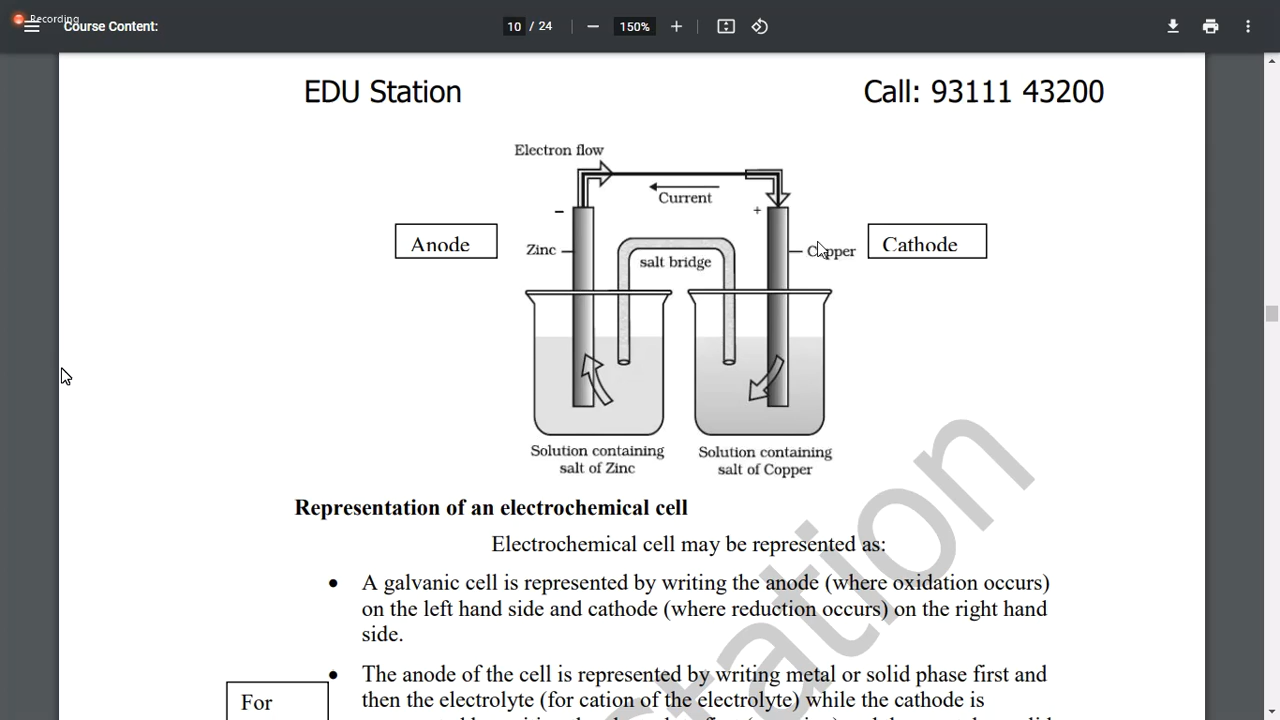 Recording
Course Content:
10 / 24
150%
EDU Station
Call: 93111 43200
Electron flow
Current
−
+
Anode
Zinc
salt bridge
Copper
Cathode
Solution containing
salt of Zinc
Solution containing
salt of Copper
Representation of an electrochemical cell
Electrochemical cell may be represented as:
• A galvanic cell is represented by writing the anode (where oxidation occurs)
on the left hand side and cathode (where reduction occurs) on the right hand
side.
• The anode of the cell is represented by writing metal or solid phase first and
For
then the electrolyte (for cation of the electrolyte) while the cathode is
tation